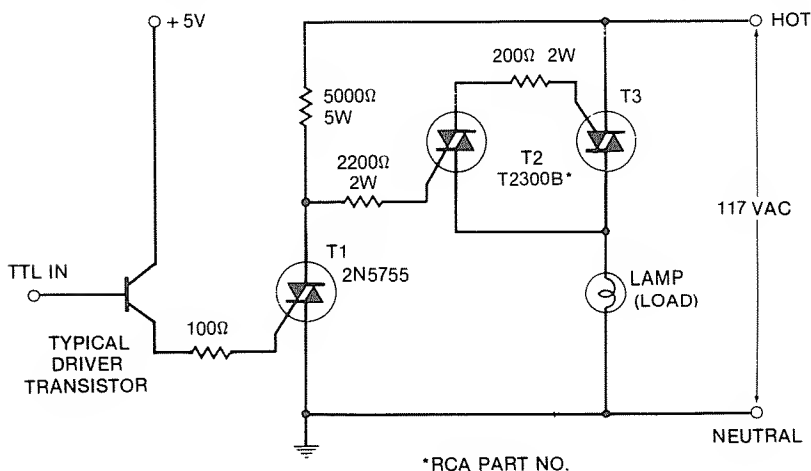 + 5V
HOT
200Ω 2W
T3
5000Ω
5W
T2
T2300B*
2200Ω
2W
117 VAC
T1
2N5755
TTL IN
LAMP
(LOAD)
100Ω
TYPICAL
DRIVER
TRANSISTOR
NEUTRAL
*RCA PART NO.